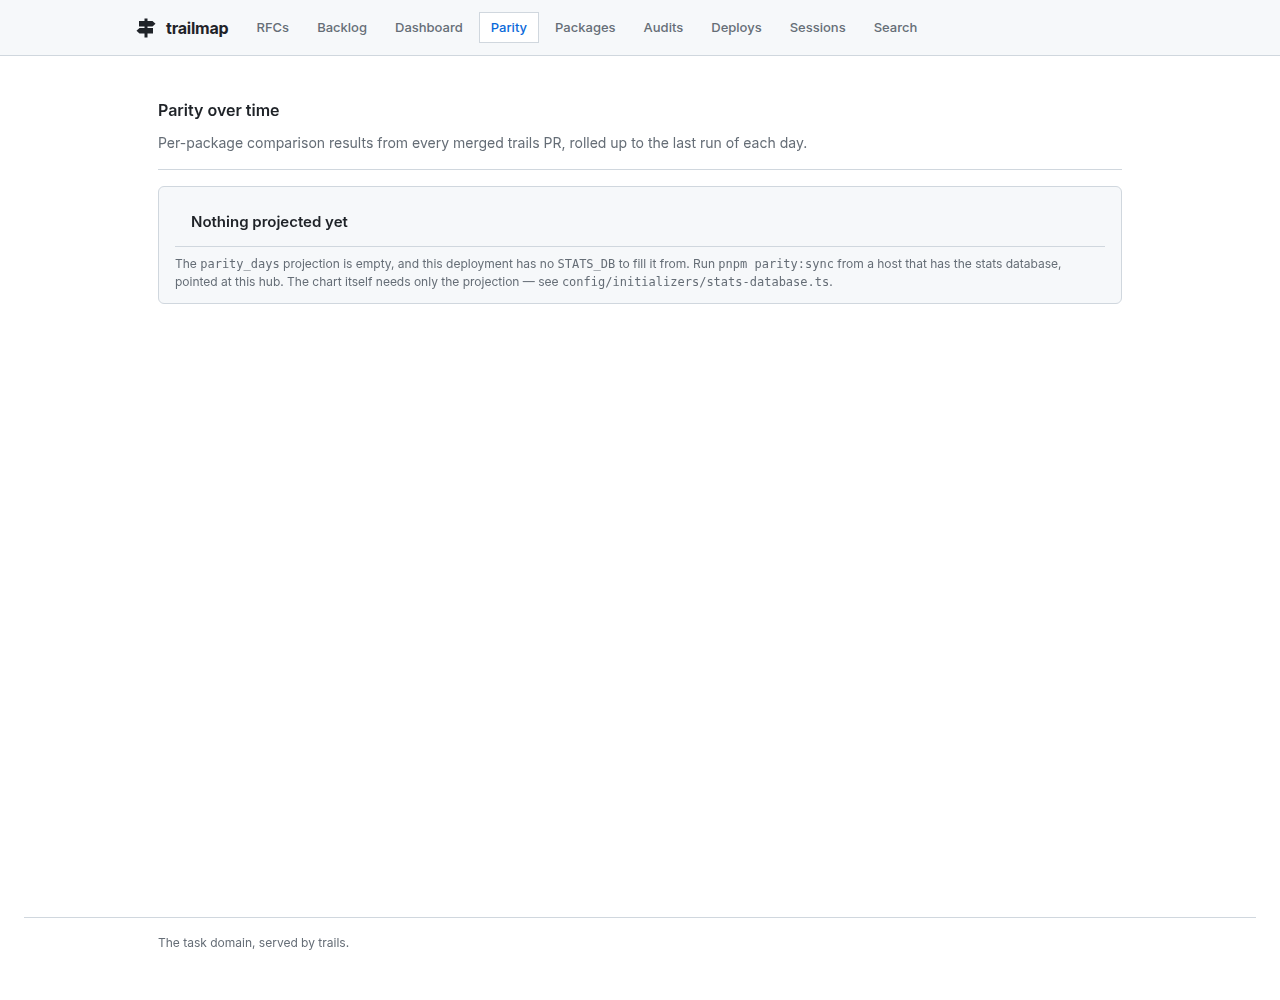 trailmap RFCs Backlog Dashboard Parity Packages Audits Deploys Sessions Search
Parity over time
Per-package comparison results from every merged trails PR, rolled up to the last run of each day.
Nothing projected yet
The parity_days projection is empty, and this deployment has no STATS_DB to fill it from. Run pnpm parity:sync from a host that has the stats database,
pointed at this hub. The chart itself needs only the projection — see config/initializers/stats-database.ts.
The task domain, served by trails.